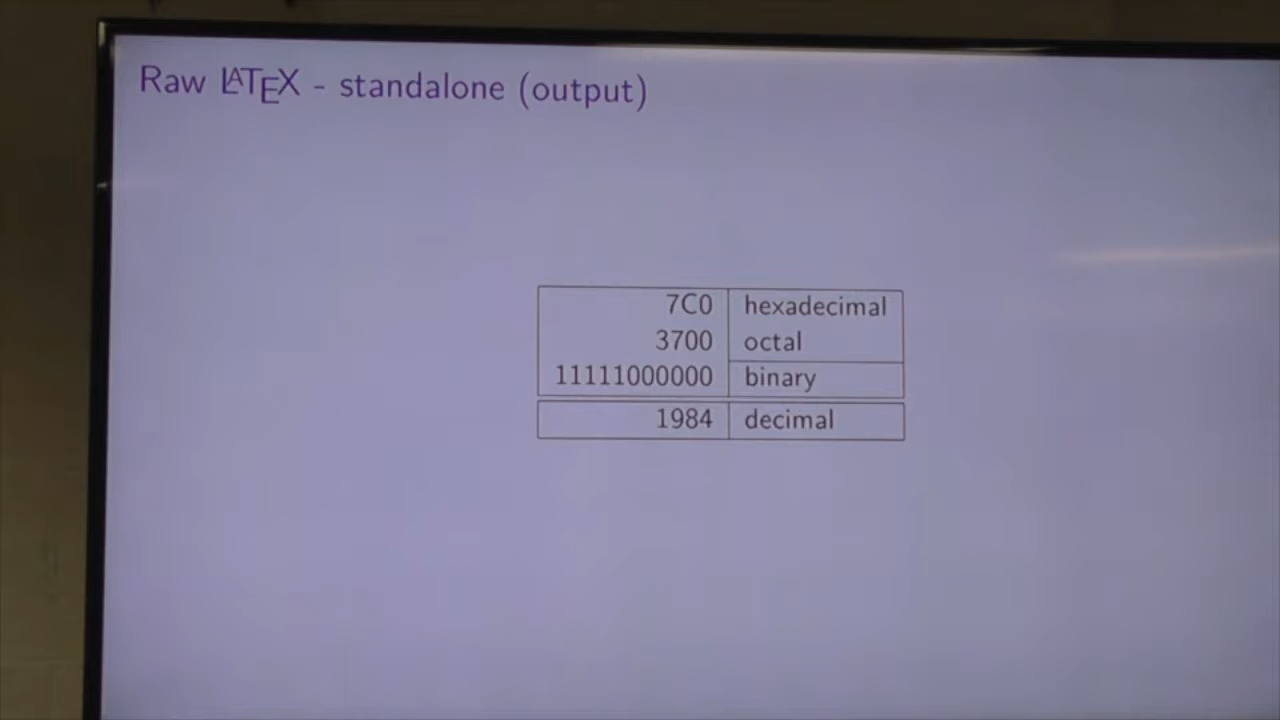 Raw LATEX - standalone (output)
7C0 hexadecimal
3700 octal
11111000000 binary
1984 decimal